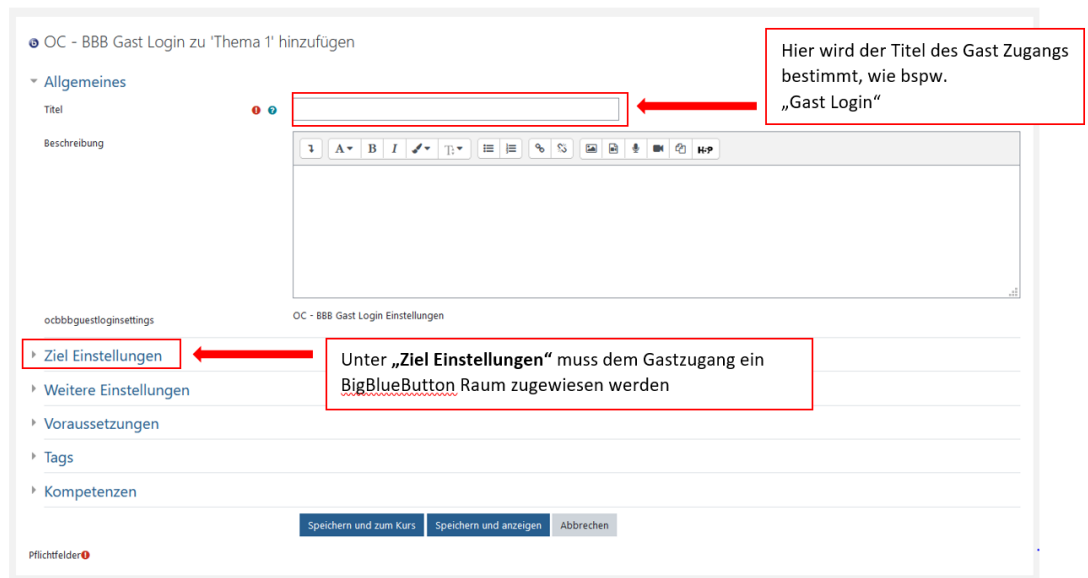 OC - BBB Gast Login zu 'Thema 1' hinzufügen
Hier wird der Titel des Gast Zugangs
bestimmt, wie bspw.
„Gast Login“
Allgemeines
Titel
Beschreibung
A B I T H-P
ocbbbguestloginsettings
OC - BBB Gast Login Einstellungen
Ziel Einstellungen
Unter „Ziel Einstellungen“ muss dem Gastzugang ein
BigBlueButton Raum zugewiesen werden
Weitere Einstellungen
Voraussetzungen
Tags
Kompetenzen
Speichern und zum Kurs Speichern und anzeigen Abbrechen
Pflichtfelder